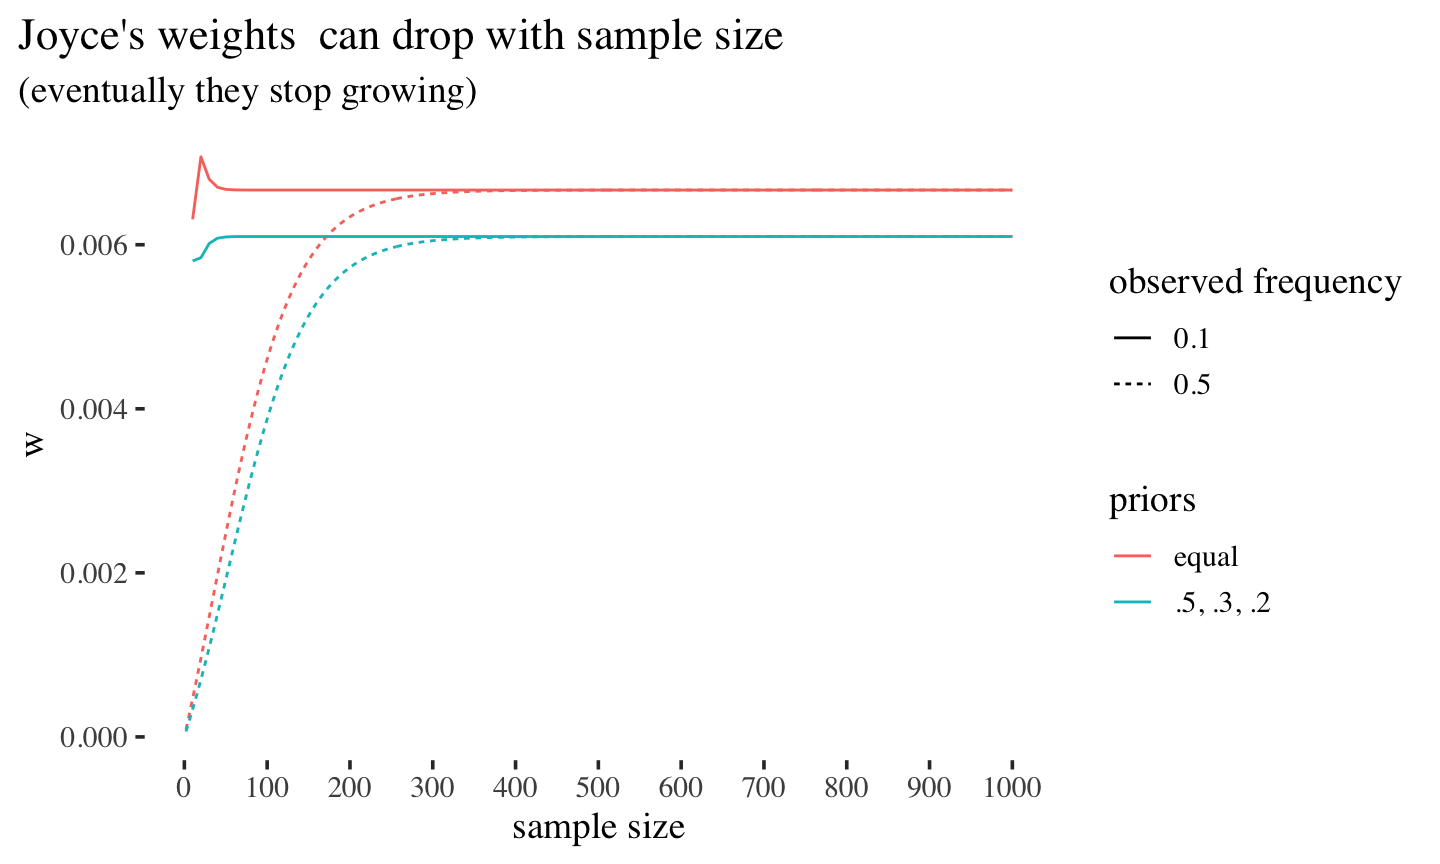 Joyce's weights  can drop with sample size
(eventually they stop growing)
0.006
0.004
0.002
0.000
w
0 100 200 300 400 500 600 700 800 900 1000
sample size
observed frequency
0.1
0.5
priors
equal
.5, .3, .2